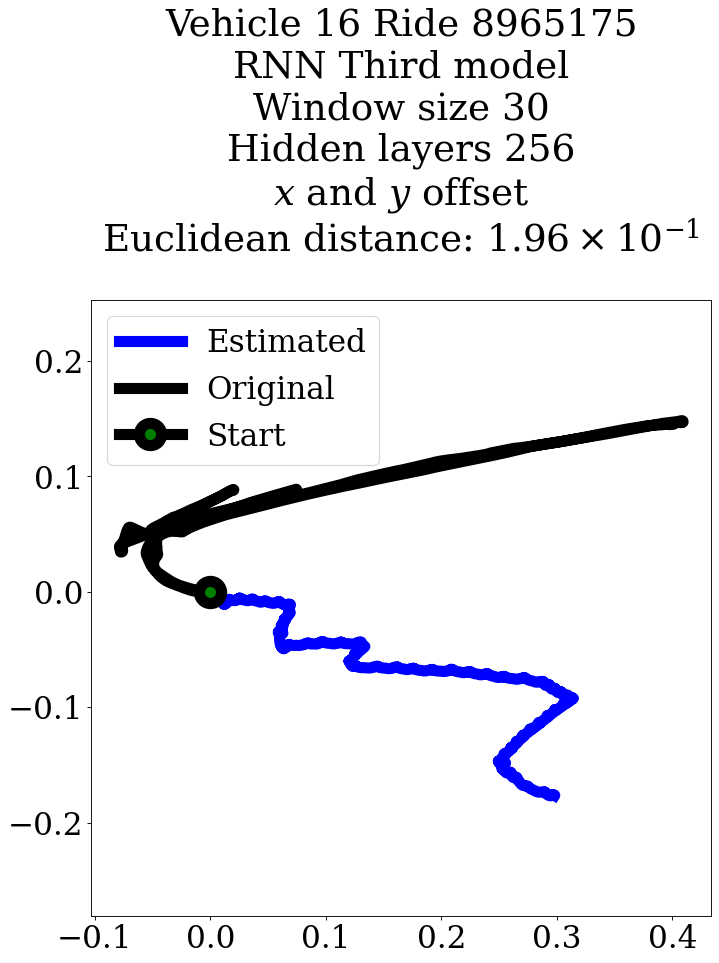 Vehicle 16 Ride 8965175
RNN Third model
Window size 30
Hidden layers 256
x and y offset
Euclidean distance: 1.96 × 10⁻¹
Estimated
Original
Start
0.2
0.1
0.0
−0.1
−0.2
−0.1 0.0 0.1 0.2 0.3 0.4